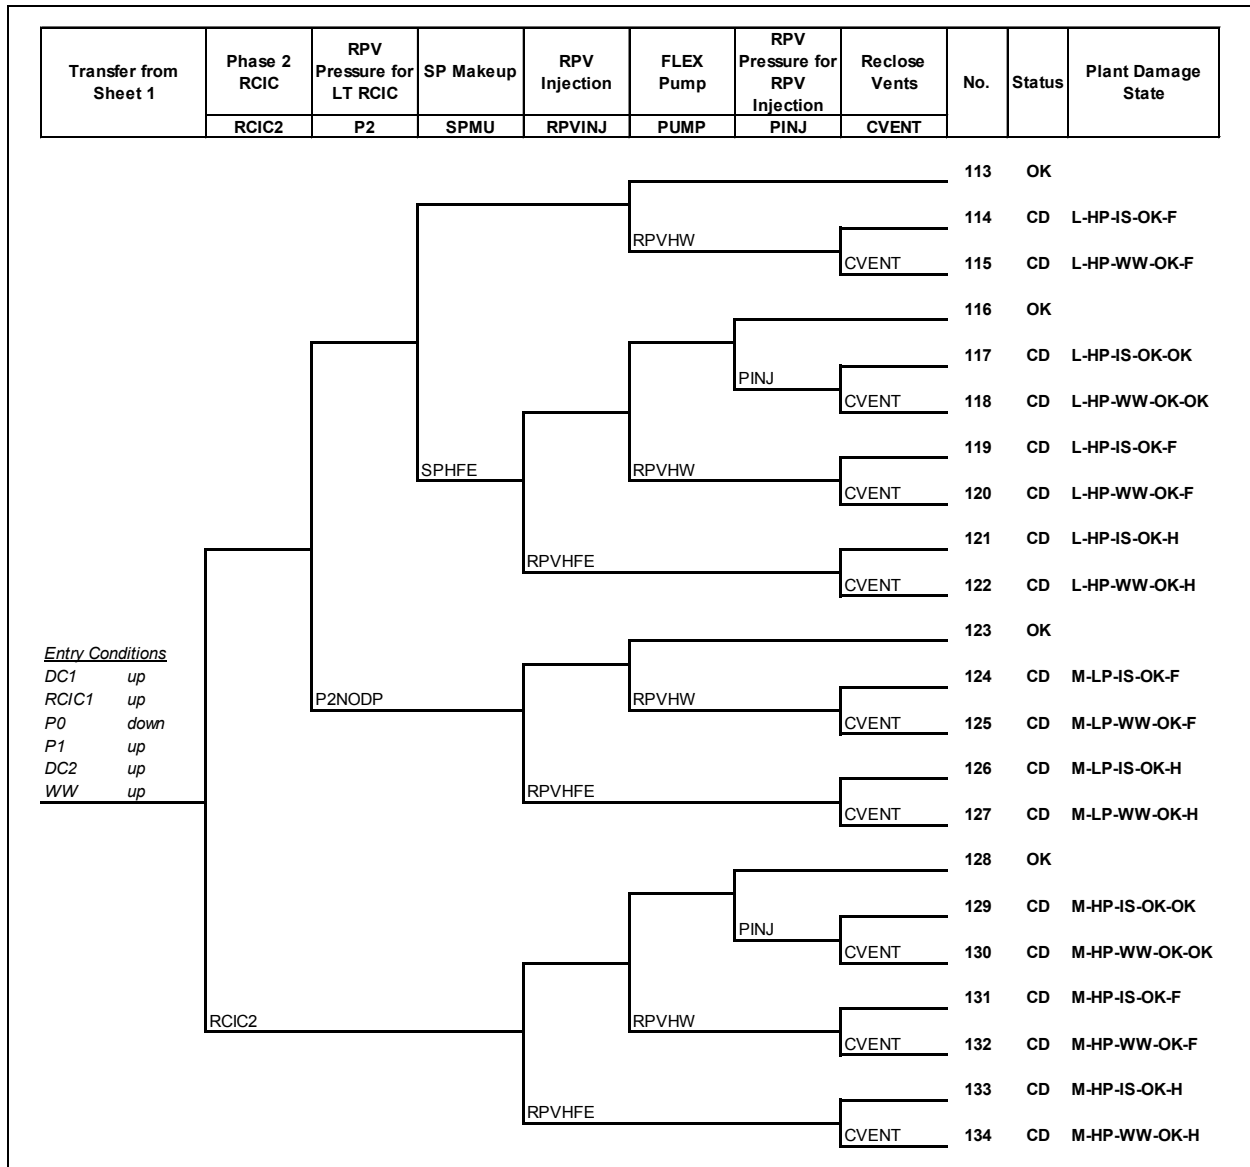 Transfer from Sheet 1 Phase 2 RCIC RPV Pressure for LT RCIC SP Makeup RPV Injection FLEX Pump RPV Pressure for RPV Injection Reclose Vents No. Status Plant Damage State
RCIC2 P2 SPMU RPVINJ PUMP PINJ CVENT
113 OK
114 CD L-HP-IS-OK-F
RPVHW
CVENT 115 CD L-HP-WW-OK-F
116 OK
117 CD L-HP-IS-OK-OK
PINJ
CVENT 118 CD L-HP-WW-OK-OK
119 CD L-HP-IS-OK-F
SPHFE RPVHW
CVENT 120 CD L-HP-WW-OK-F
121 CD L-HP-IS-OK-H
RPVHFE
CVENT 122 CD L-HP-WW-OK-H
123 OK
Entry Conditions
DC1 up
RCIC1 up
P0 down
P1 up
DC2 up
WW up
124 CD M-LP-IS-OK-F
P2NODP RPVHW
CVENT 125 CD M-LP-WW-OK-F
126 CD M-LP-IS-OK-H
RPVHFE
CVENT 127 CD M-LP-WW-OK-H
128 OK
129 CD M-HP-IS-OK-OK
PINJ
CVENT 130 CD M-HP-WW-OK-OK
131 CD M-HP-IS-OK-F
RCIC2 RPVHW
CVENT 132 CD M-HP-WW-OK-F
133 CD M-HP-IS-OK-H
RPVHFE
CVENT 134 CD M-HP-WW-OK-H